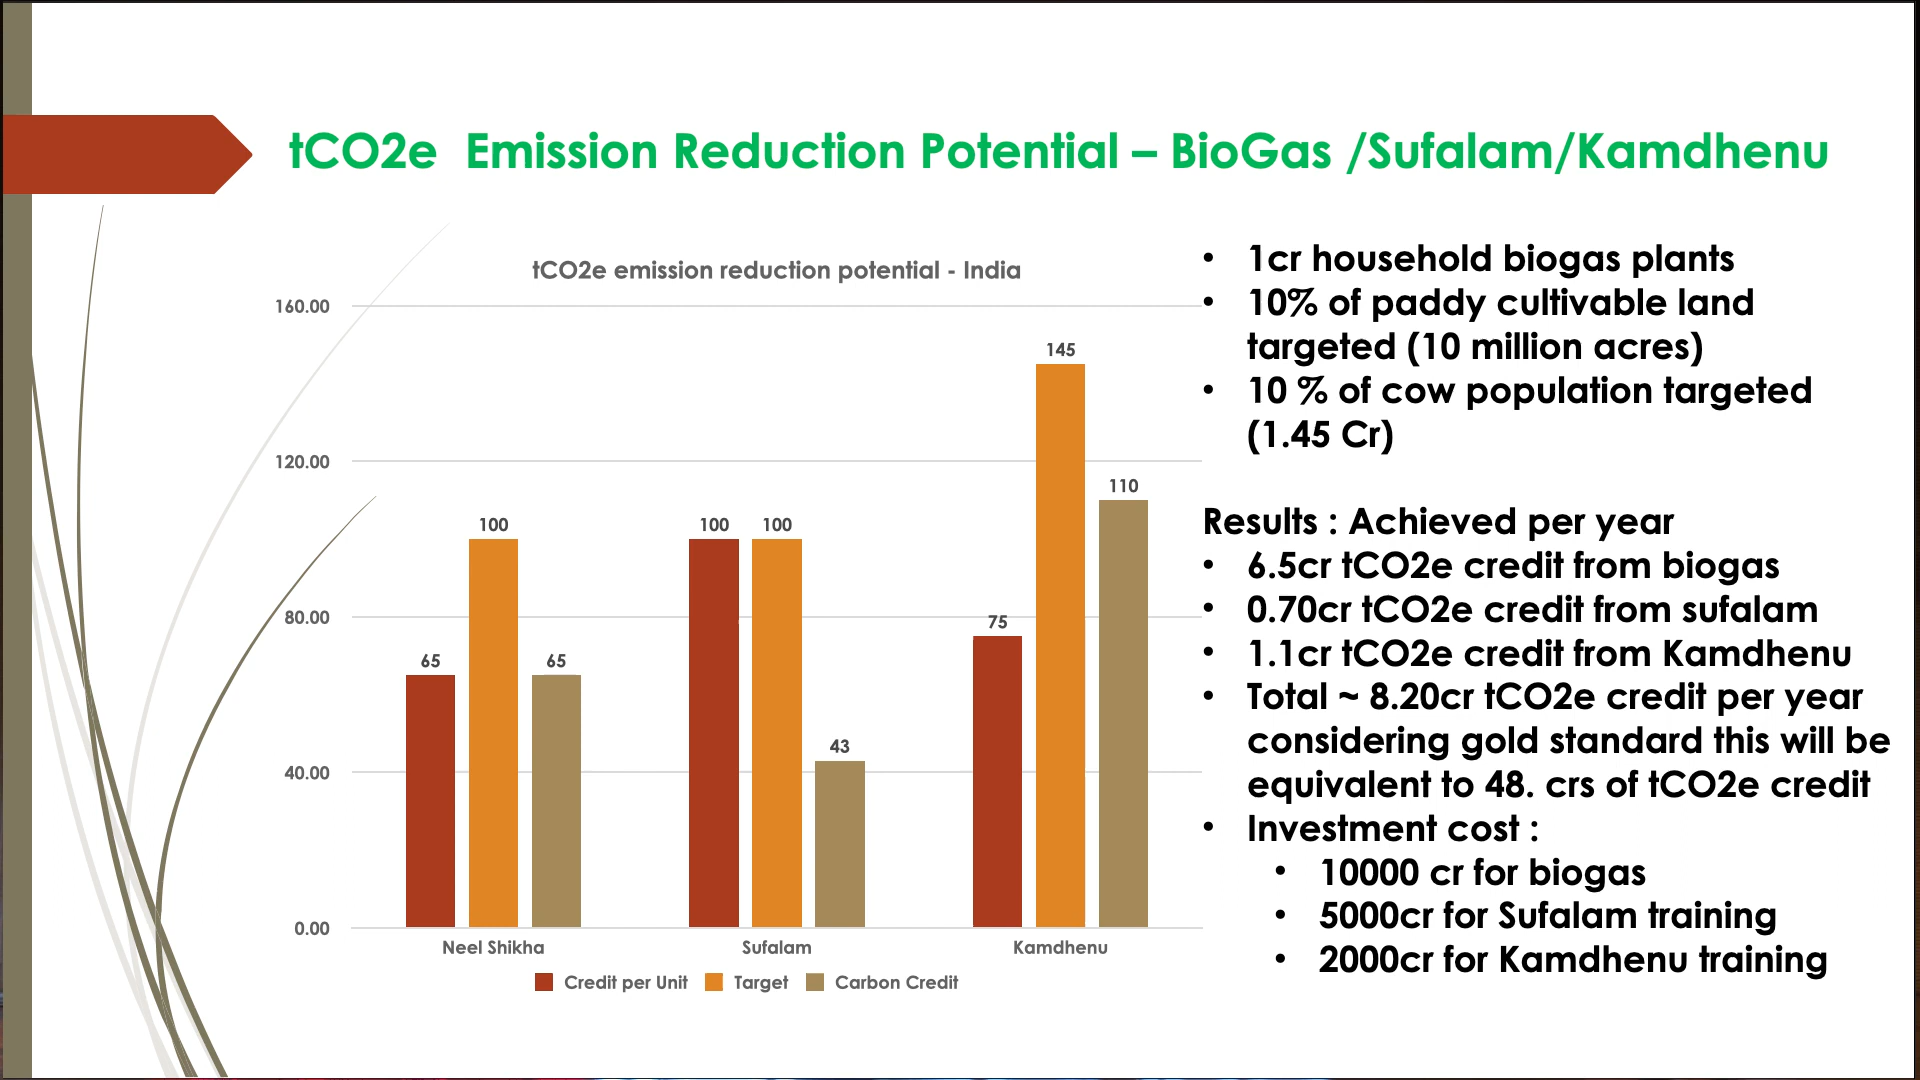 tCO2e  Emission Reduction Potential – BioGas /Sufalam/Kamdhenu
tCO2e emission reduction potential - India
160.00
120.00
80.00
40.00
0.00
65
100
65
100
100
43
75
145
110
Neel Shikha
Sufalam
Kamdhenu
Credit per Unit
Target
Carbon Credit
• 1cr household biogas plants
• 10% of paddy cultivable land
targeted (10 million acres)
• 10 % of cow population targeted
(1.45 Cr)
Results : Achieved per year
• 6.5cr tCO2e credit from biogas
• 0.70cr tCO2e credit from sufalam
• 1.1cr tCO2e credit from Kamdhenu
• Total ~ 8.20cr tCO2e credit per year
considering gold standard this will be
equivalent to 48. crs of tCO2e credit
• Investment cost :
• 10000 cr for biogas
• 5000cr for Sufalam training
• 2000cr for Kamdhenu training